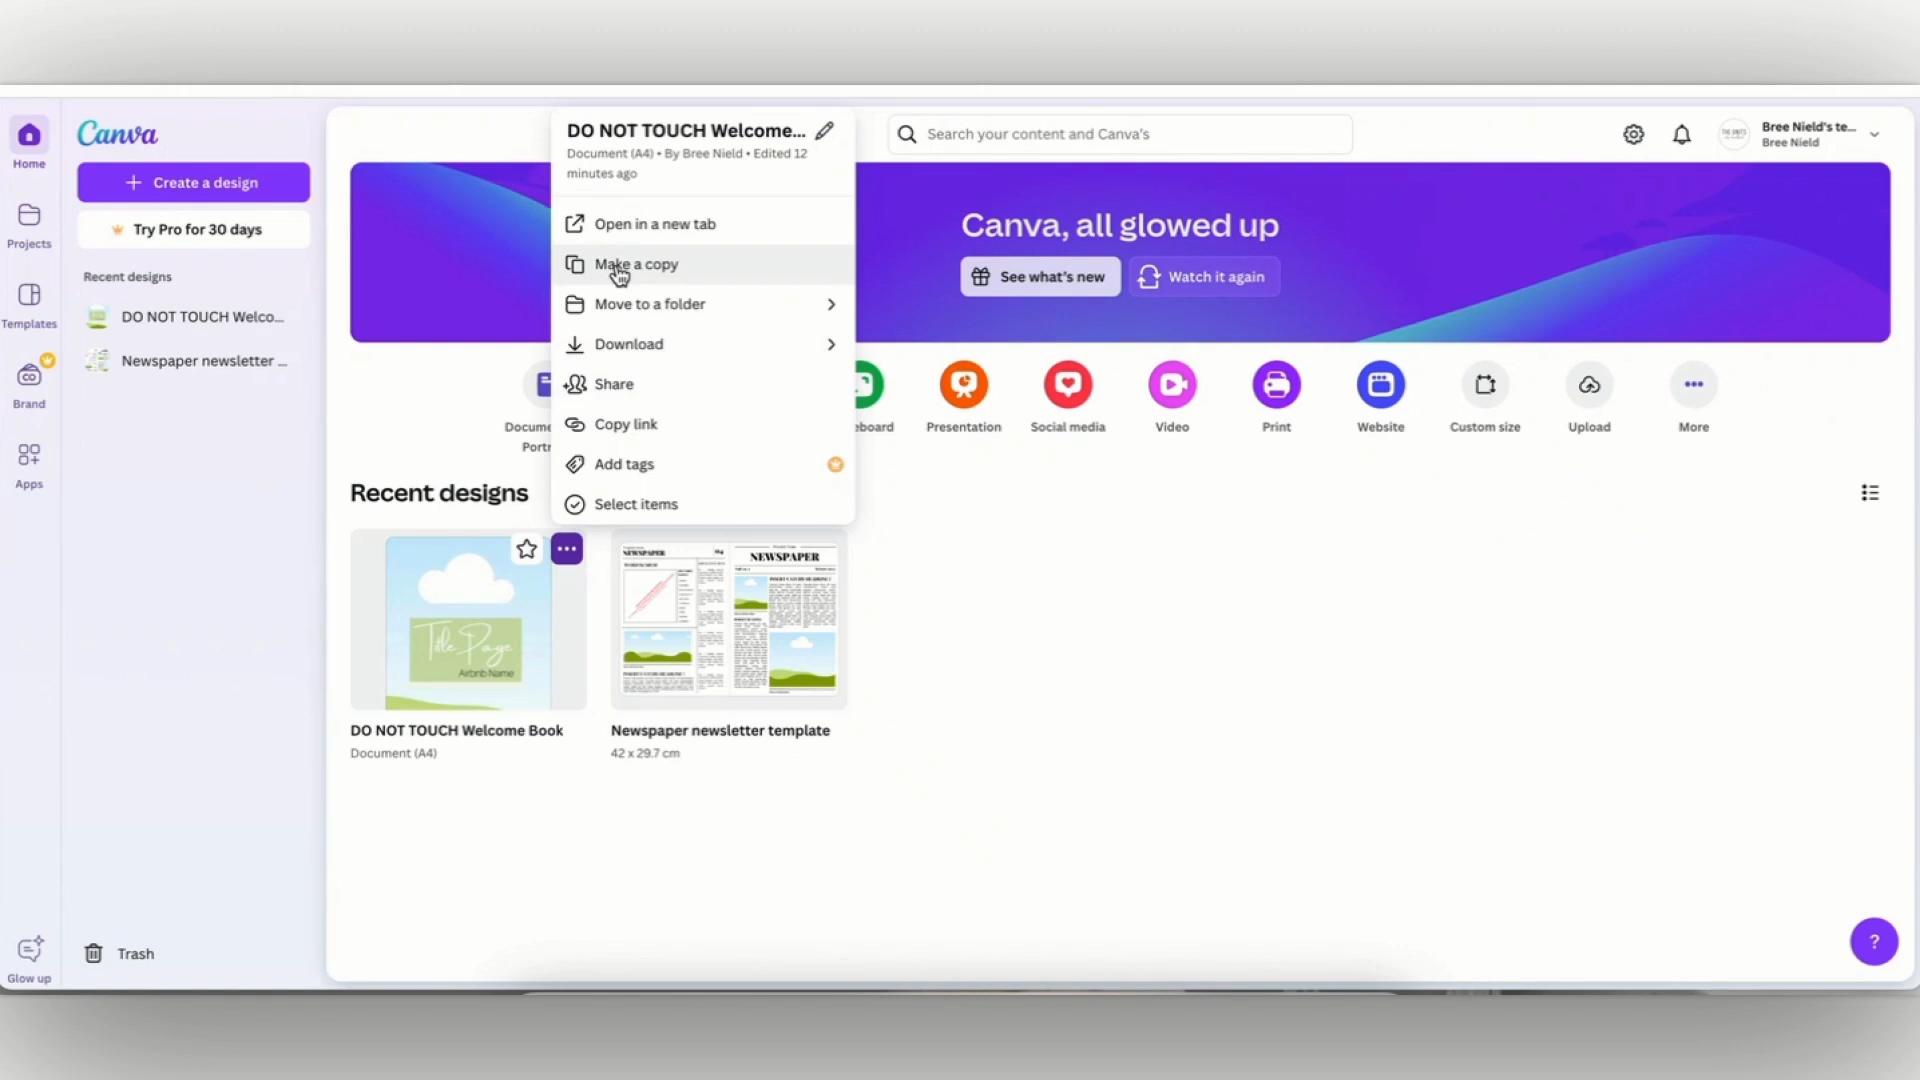 Home
Projects
Templates
Brand
Apps
Glow up
Canva
Create a design
Try Pro for 30 days
Recent designs
DO NOT TOUCH Welco...
Newspaper newsletter ...
Trash
DO NOT TOUCH Welcome...
Document (A4) • By Bree Nield • Edited 12
minutes ago
Open in a new tab
Make a copy
Move to a folder
Download
Share
Copy link
Add tags
Select items
Search your content and Canva's
Bree Nield's te...
Bree Nield
Canva, all glowed up
See what's new
Watch it again
Docume
Portr
eboard
Presentation
Social media
Video
Print
Website
Custom size
Upload
More
Recent designs
Title Page
Airbnb Name
NEWSPAPER
NEWSPAPER
DO NOT TOUCH Welcome Book
Document (A4)
Newspaper newsletter template
42 x 29.7 cm
?